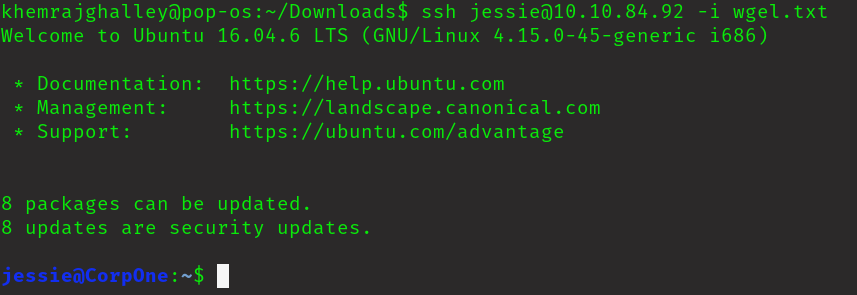 khemrajghalley@pop-os:~/Downloads$ ssh jessie@10.10.84.92 -i wgel.txt
Welcome to Ubuntu 16.04.6 LTS (GNU/Linux 4.15.0-45-generic i686)
* Documentation:  https://help.ubuntu.com
* Management:     https://landscape.canonical.com
* Support:        https://ubuntu.com/advantage
8 packages can be updated.
8 updates are security updates.
jessie@CorpOne:~$